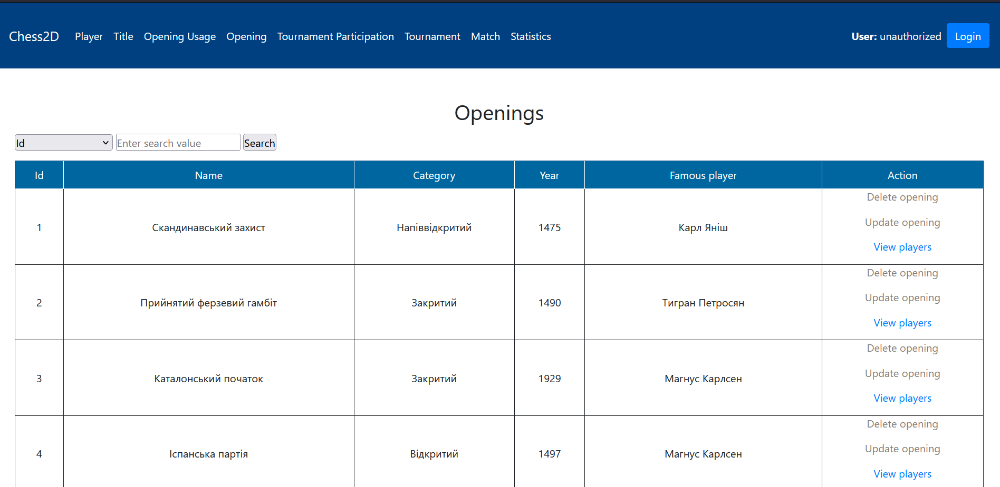 Chess2D Player Title Opening Usage Opening Tournament Participation Tournament Match Statistics User: unauthorized Login
Openings
Id Enter search value Search
Id Name Category Year Famous player Action
1 Скандинавський захист Напіввідкритий 1475 Карл Яніш Delete opening
Update opening
View players
2 Прийнятий ферзевий гамбіт Закритий 1490 Тигран Петросян Delete opening
Update opening
View players
3 Каталонський початок Закритий 1929 Магнус Карлсен Delete opening
Update opening
View players
4 Іспанська партія Відкритий 1497 Магнус Карлсен Delete opening
Update opening
View players